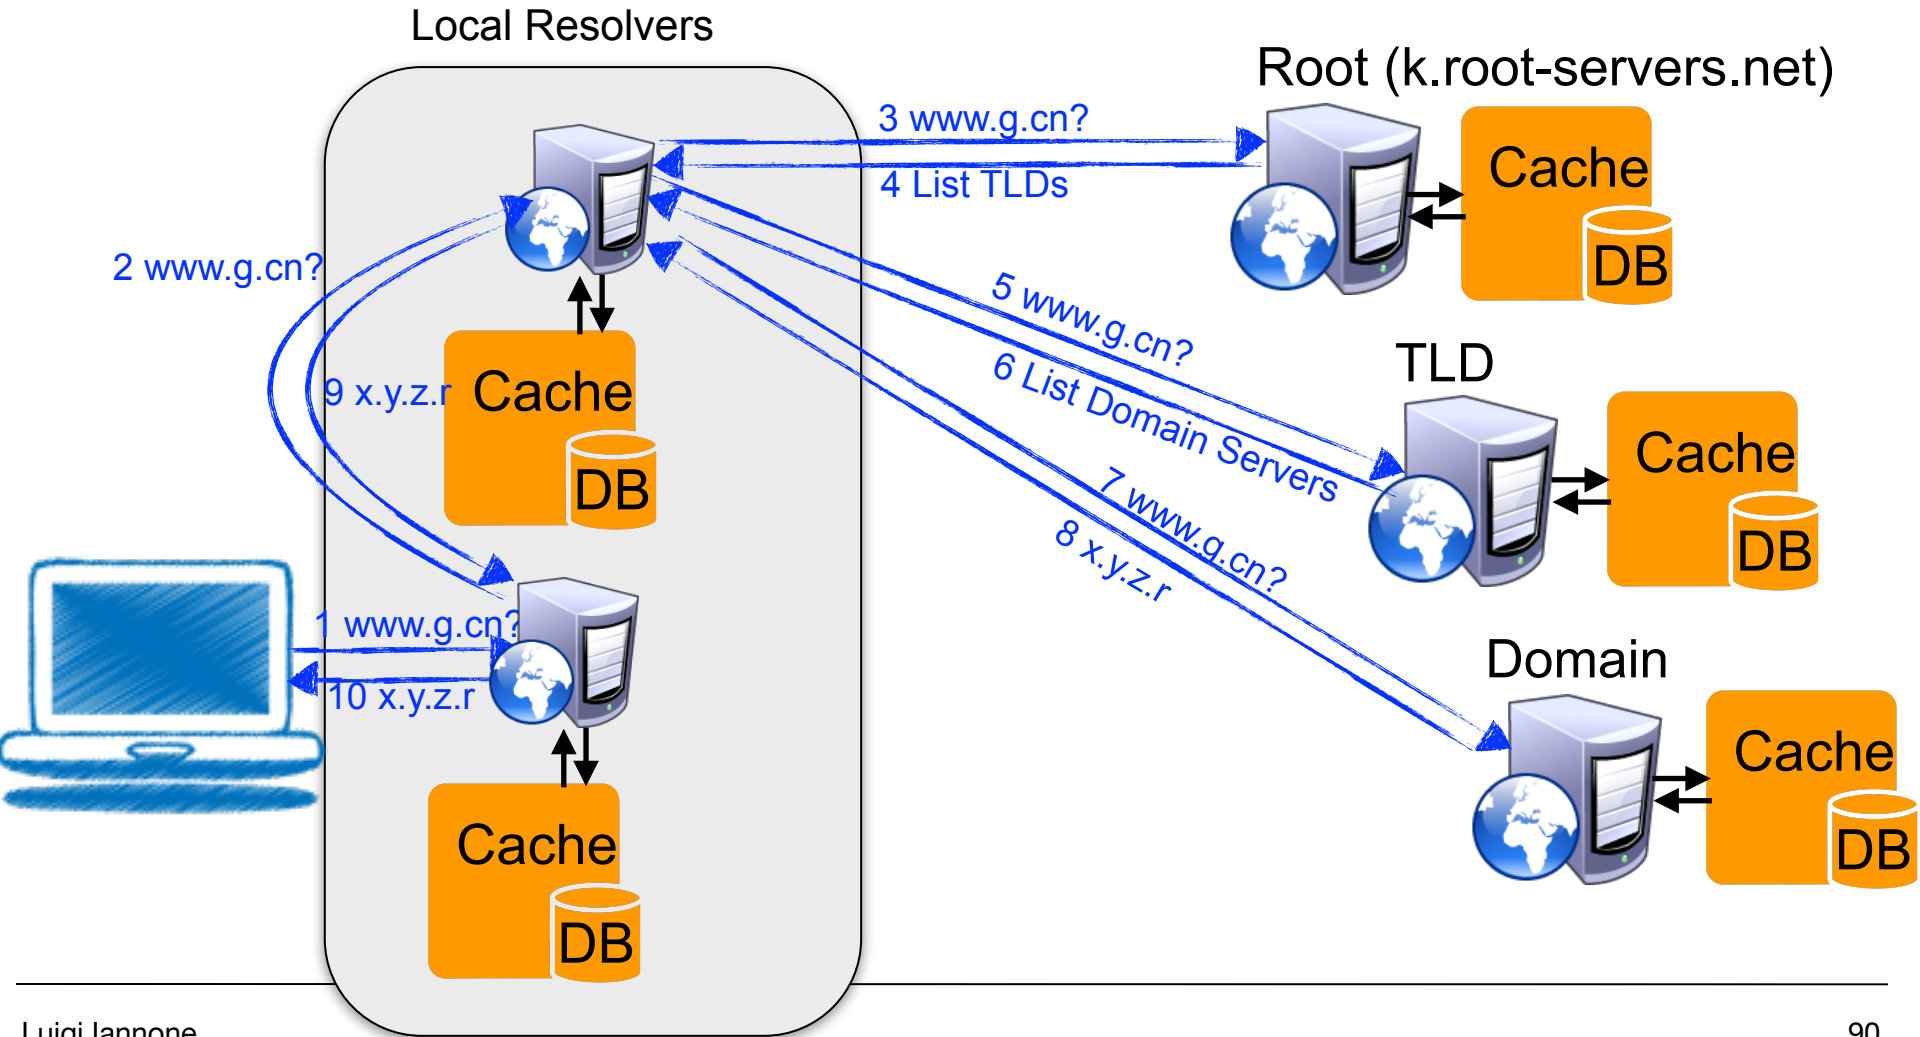 Local Resolvers
Root (k.root-servers.net)
3 www.g.cn?
4 List TLDs
Cache
DB
2 www.g.cn?
5 www.g.cn?
6 List Domain Servers
TLD
Cache
DB
9 x.y.z.r
Cache
DB
7 www.g.cn?
8 x.y.z.r
1 www.g.cn?
10 x.y.z.r
Domain
Cache
DB
Cache
DB
Luigi Iannone
90